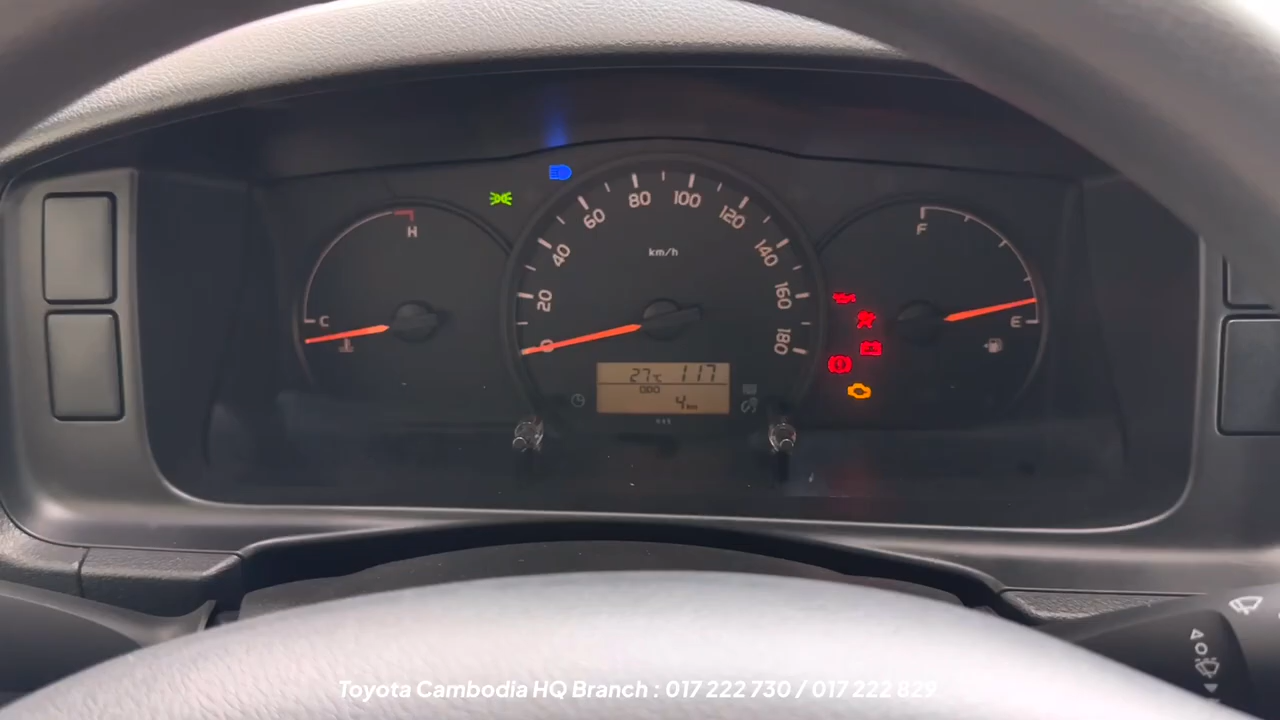 H
C
km/h
0
20
40
60
80
100
120
140
160
180
F
E
27°C 117
ODO
4km
Toyota Cambodia HQ Branch : 017 222 730 / 017 222 829